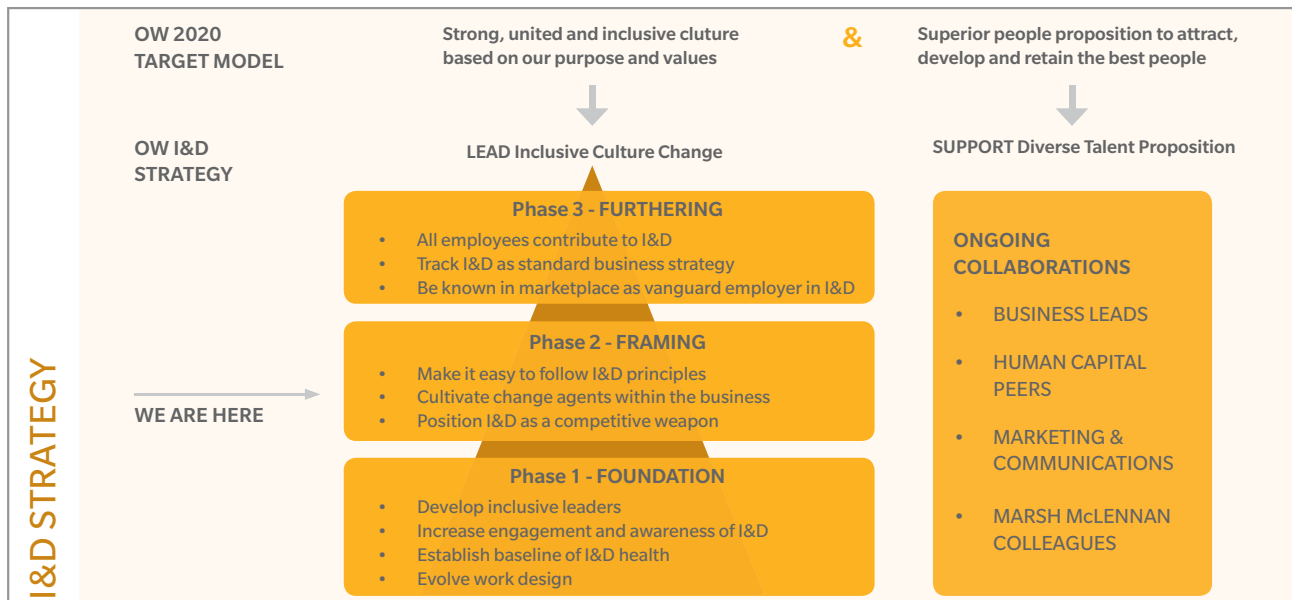 OW 2020
TARGET MODEL
Strong, united and inclusive cluture
based on our purpose and values
&
Superior people proposition to attract,
develop and retain the best people
OW I&D
STRATEGY
LEAD Inclusive Culture Change
SUPPORT Diverse Talent Proposition
Phase 3 - FURTHERING
• All employees contribute to I&D
• Track I&D as standard business strategy
• Be known in marketplace as vanguard employer in I&D
WE ARE HERE
Phase 2 - FRAMING
• Make it easy to follow I&D principles
• Cultivate change agents within the business
• Position I&D as a competitive weapon
Phase 1 - FOUNDATION
• Develop inclusive leaders
• Increase engagement and awareness of I&D
• Establish baseline of I&D health
• Evolve work design
ONGOING
COLLABORATIONS
• BUSINESS LEADS
• HUMAN CAPITAL
PEERS
• MARKETING &
COMMUNICATIONS
• MARSH McLENNAN
COLLEAGUES
I&D STRATEGY